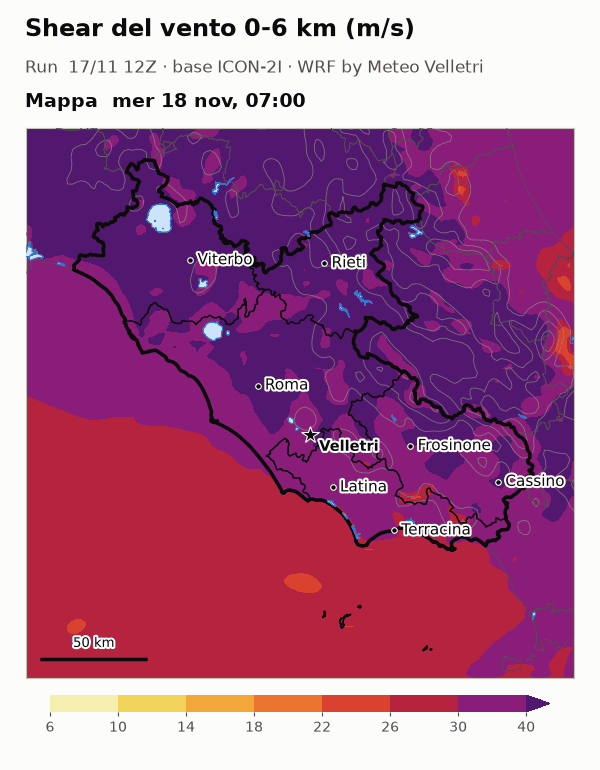 Shear del vento 0-6 km (m/s)
Run  17/11 12Z · base ICON-2I · WRF by Meteo Velletri
Mappa  mer 18 nov, 07:00
Viterbo
Rieti
Roma
Velletri
Frosinone
Cassino
Latina
Terracina
50 km
6 10 14 18 22 26 30 40